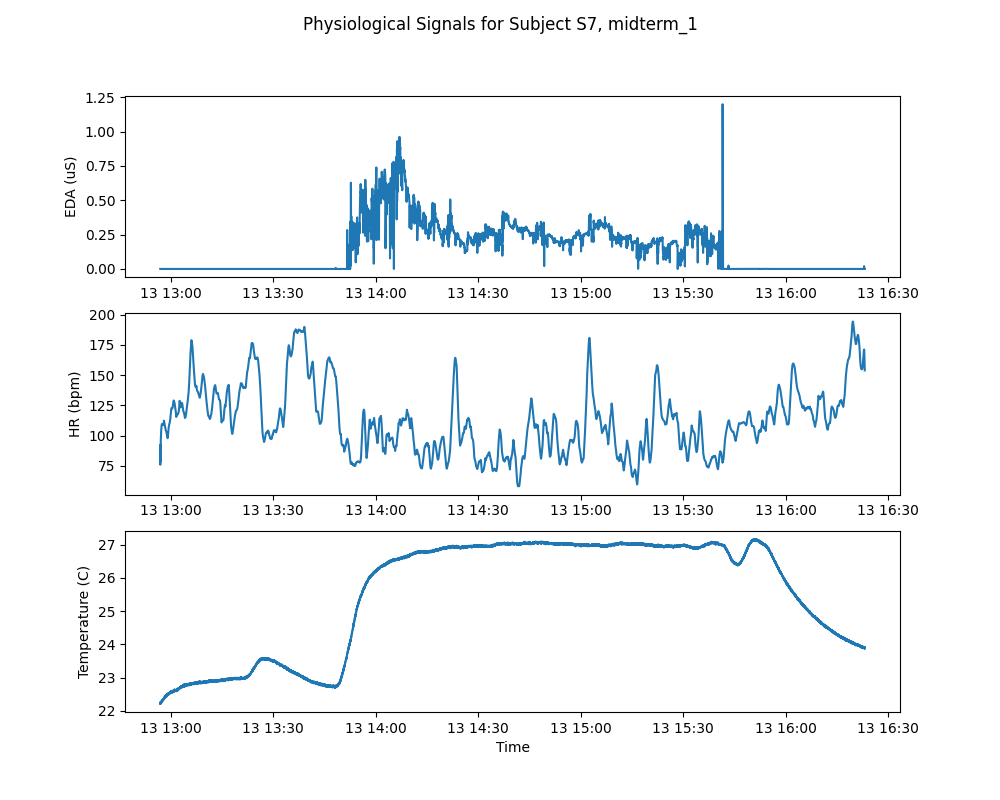 Physiological Signals for Subject S7, midterm_1
1.25
1.00
0.75
0.50
0.25
0.00
EDA (uS)
13 13:00 13 13:30 13 14:00 13 14:30 13 15:00 13 15:30 13 16:00 13 16:30
200
175
150
125
100
75
HR (bpm)
13 13:00 13 13:30 13 14:00 13 14:30 13 15:00 13 15:30 13 16:00 13 16:30
27
26
25
24
23
22
Temperature (C)
13 13:00 13 13:30 13 14:00 13 14:30 13 15:00 13 15:30 13 16:00 13 16:30
Time